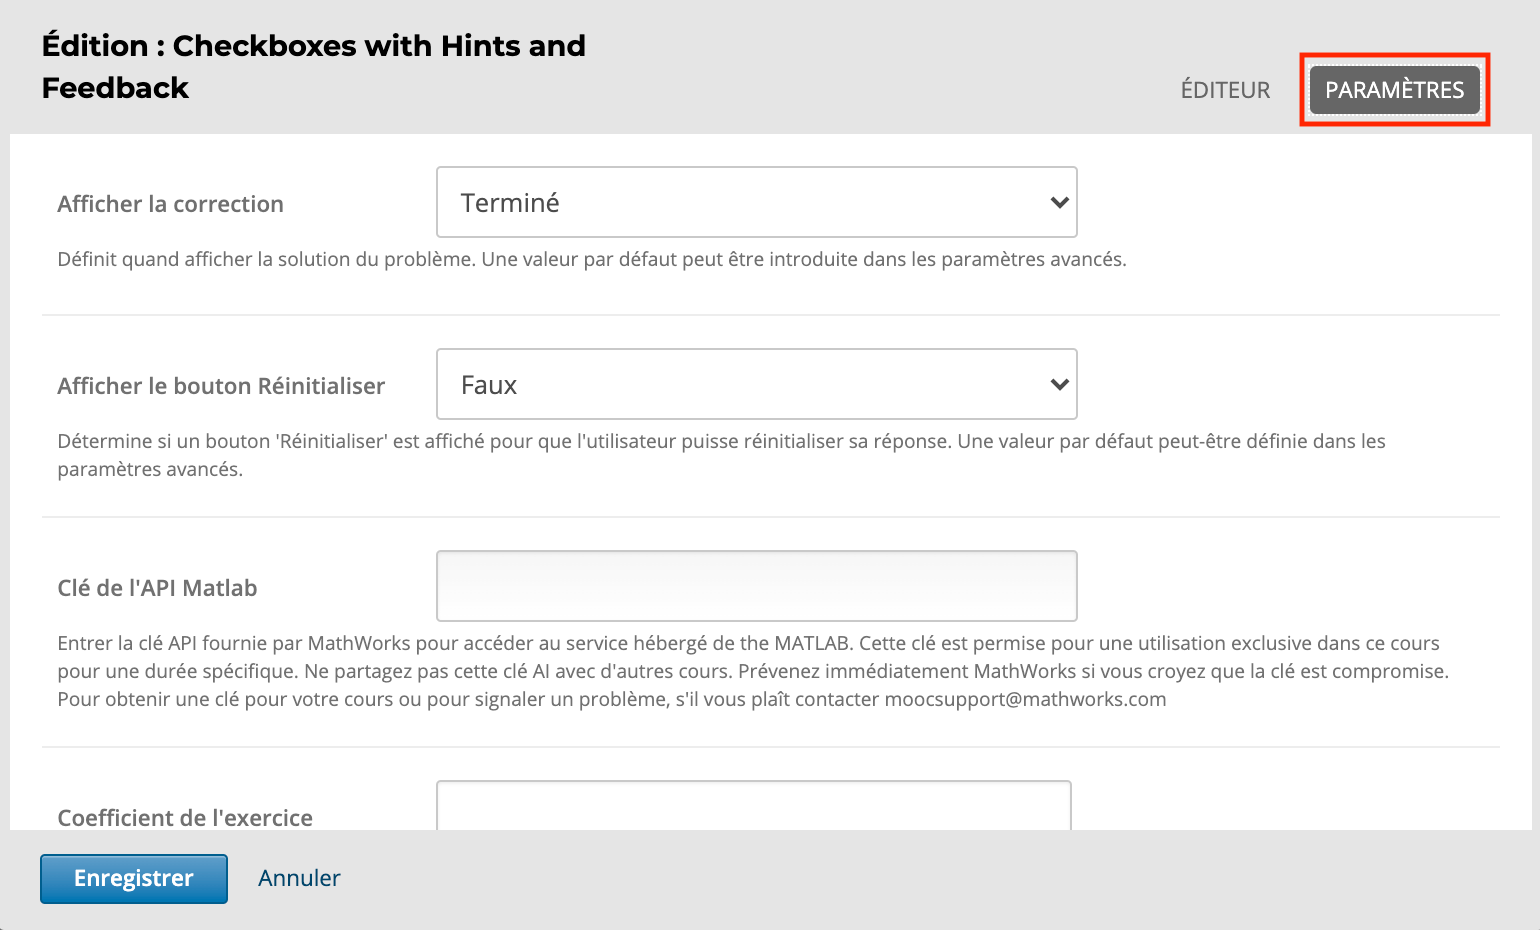 Édition : Checkboxes with Hints and
Feedback
ÉDITEUR
PARAMÈTRES
Afficher la correction
Terminé
Définit quand afficher la solution du problème. Une valeur par défaut peut être introduite dans les paramètres avancés.
Afficher le bouton Réinitialiser
Faux
Détermine si un bouton 'Réinitialiser' est affiché pour que l'utilisateur puisse réinitialiser sa réponse. Une valeur par défaut peut-être définie dans les
paramètres avancés.
Clé de l'API Matlab
Entrer la clé API fournie par MathWorks pour accéder au service hébergé de the MATLAB. Cette clé est permise pour une utilisation exclusive dans ce cours
pour une durée spécifique. Ne partagez pas cette clé AI avec d'autres cours. Prévenez immédiatement MathWorks si vous croyez que la clé est compromise.
Pour obtenir une clé pour votre cours ou pour signaler un problème, s'il vous plaît contacter moocsupport@mathworks.com
Coefficient de l'exercice
Enregistrer
Annuler